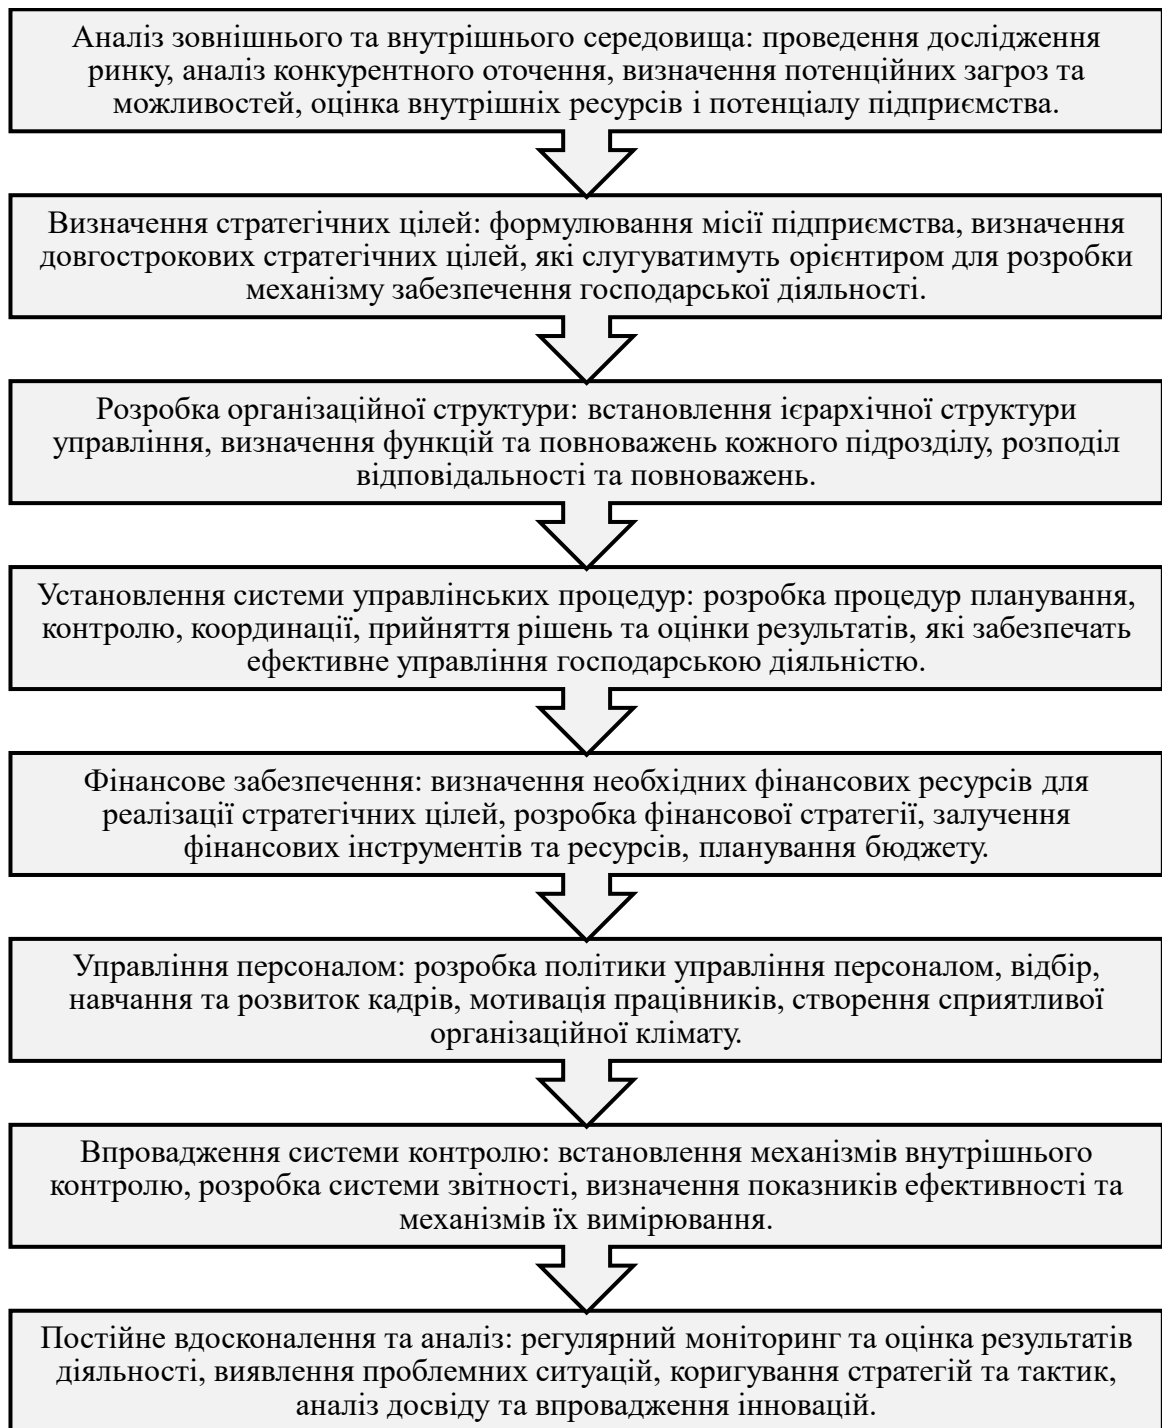 Аналіз зовнішнього та внутрішнього середовища: проведення дослідження
ринку, аналіз конкурентного оточення, визначення потенційних загроз та
можливостей, оцінка внутрішніх ресурсів і потенціалу підприємства.
Визначення стратегічних цілей: формулювання місії підприємства, визначення
довгострокових стратегічних цілей, які слугуватимуть орієнтиром для розробки
механізму забезпечення господарської діяльності.
Розробка організаційної структури: встановлення ієрархічної структури
управління, визначення функцій та повноважень кожного підрозділу, розподіл
відповідальності та повноважень.
Установлення системи управлінських процедур: розробка процедур планування,
контролю, координації, прийняття рішень та оцінки результатів, які забезпечать
ефективне управління господарською діяльністю.
Фінансове забезпечення: визначення необхідних фінансових ресурсів для
реалізації стратегічних цілей, розробка фінансової стратегії, залучення
фінансових інструментів та ресурсів, планування бюджету.
Управління персоналом: розробка політики управління персоналом, відбір,
навчання та розвиток кадрів, мотивація працівників, створення сприятливої
організаційної клімату.
Впровадження системи контролю: встановлення механізмів внутрішнього
контролю, розробка системи звітності, визначення показників ефективності та
механізмів їх вимірювання.
Постійне вдосконалення та аналіз: регулярний моніторинг та оцінка результатів
діяльності, виявлення проблемних ситуацій, коригування стратегій та тактик,
аналіз досвіду та впровадження інновацій.